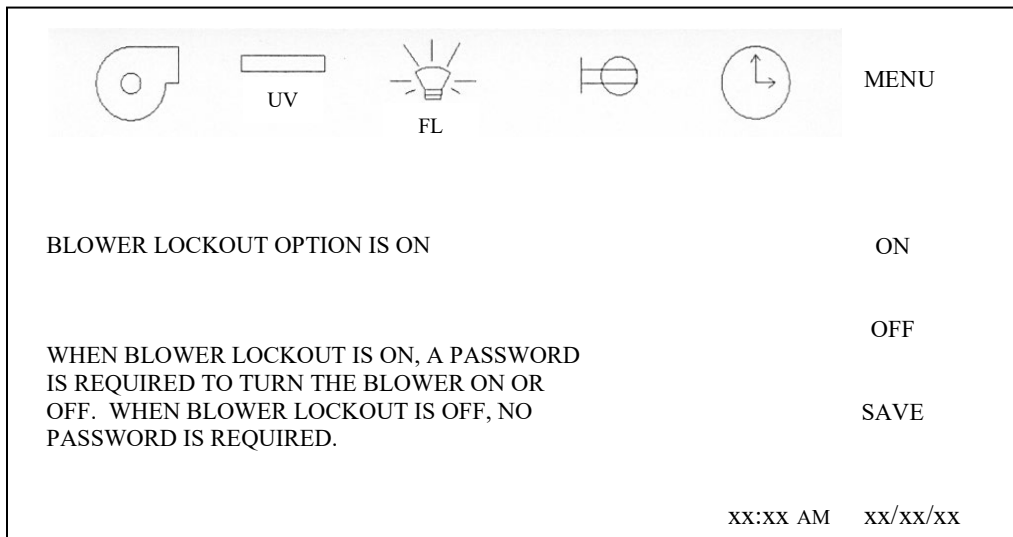 MENU
UV
FL
BLOWER LOCKOUT OPTION IS ON
ON
OFF
WHEN BLOWER LOCKOUT IS ON, A PASSWORD
IS REQUIRED TO TURN THE BLOWER ON OR
OFF. WHEN BLOWER LOCKOUT IS OFF, NO
PASSWORD IS REQUIRED.
SAVE
xx:xx AM xx/xx/xx